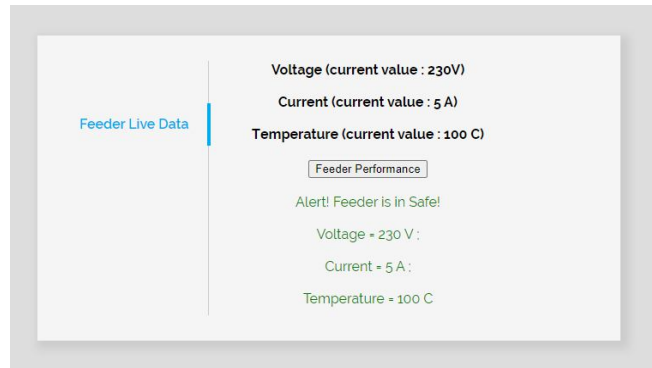 Feeder Live Data
Voltage (current value : 230V)
Current (current value : 5 A)
Temperature (current value : 100 C)
Feeder Performance
Alert! Feeder is in Safe!
Voltage = 230 V ;
Current = 5 A ;
Temperature = 100 C